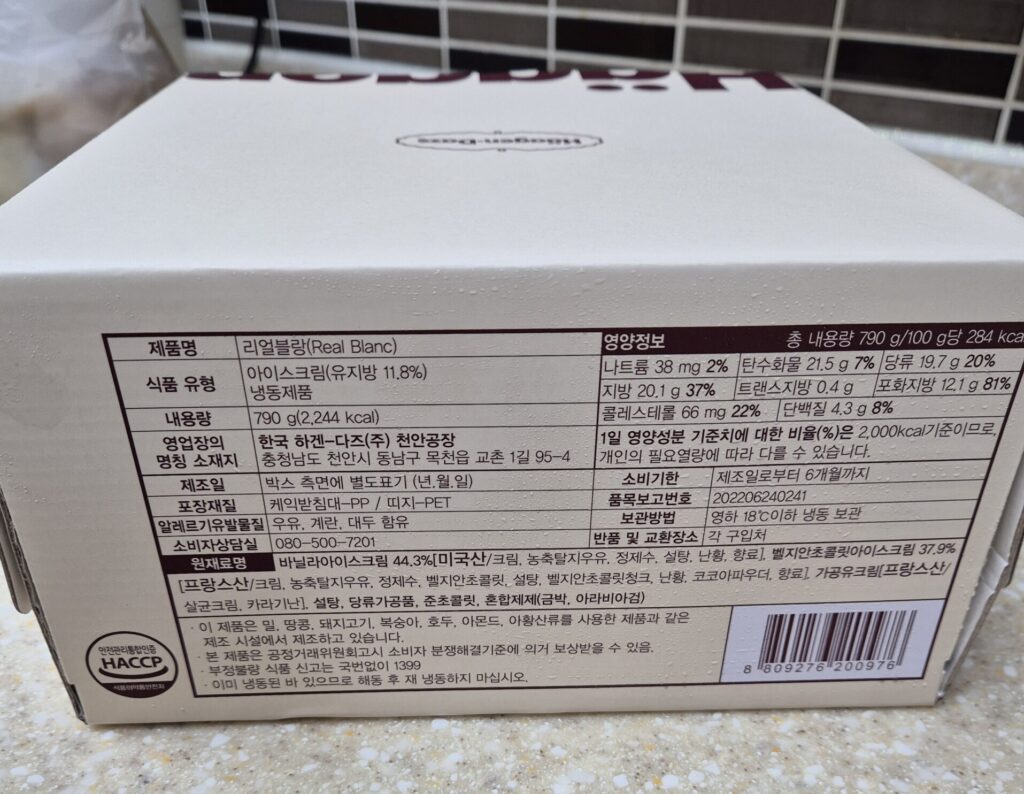 Häagen-Dazs
제품명 리얼블랑(Real Blanc)
식품 유형 아이스크림(유지방 11.8%)
냉동제품
내용량 790 g(2,244 kcal)
영업장의 명칭 소재지 한국 하겐-다즈(주) 천안공장
충청남도 천안시 동남구 목천읍 교촌 1길 95-4
제조일 박스 측면에 별도표기 (년.월.일)
포장재질 케익받침대-PP / 띠지-PET
알레르기유발물질 우유, 계란, 대두 함유
소비자상담실 080-500-7201
영양정보 총 내용량 790 g/100 g당 284 kcal
나트륨 38 mg 2% 탄수화물 21.5 g 7% 당류 19.7 g 20%
지방 20.1 g 37% 트랜스지방 0.4 g 포화지방 12.1 g 81%
콜레스테롤 66 mg 22% 단백질 4.3 g 8%
1일 영양성분 기준치에 대한 비율(%)은 2,000kcal기준이므로,
개인의 필요열량에 따라 다를 수 있습니다.
소비기한 제조일로부터 6개월까지
품목보고번호 202206240241
보관방법 영하 18℃이하 냉동 보관
반품 및 교환장소 각 구입처
원재료명 바닐라아이스크림 44.3%[미국산/크림, 농축탈지우유, 정제수, 설탕, 난황, 향료], 벨지안초콜릿아이스크림 37.9%
[프랑스산/크림, 농축탈지우유, 정제수, 벨지안초콜릿, 설탕, 벨지안초콜릿청크, 난황, 코코아파우더, 향료], 가공유크림[프랑스산/
살균크림, 카라기난], 설탕, 당류가공품, 준초콜릿, 혼합제제(금박, 아라비아검)
· 이 제품은 밀, 땅콩, 돼지고기, 복숭아, 호두, 아몬드, 아황산류를 사용한 제품과 같은
제조 시설에서 제조하고 있습니다.
· 본 제품은 공정거래위원회고시 소비자 분쟁해결기준에 의거 보상받을 수 있음.
· 부정불량 식품 신고는 국번없이 1399
· 이미 냉동된 바 있으므로 해동 후 재 냉동하지 마십시오.
안전관리통합인증
HACCP
식품의약품안전처
8 809276 200976